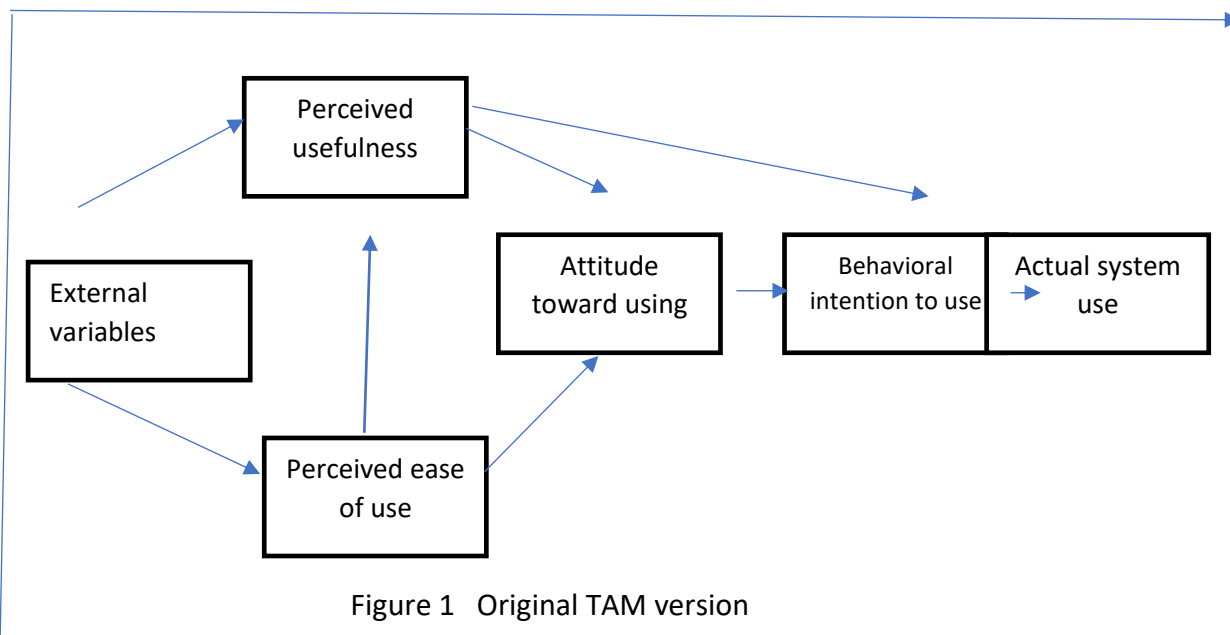 Perceived
usefulness
External
variables
Attitude
toward using
Behavioral
intention to use
Actual system
use
Perceived ease
of use
Figure 1 Original TAM version